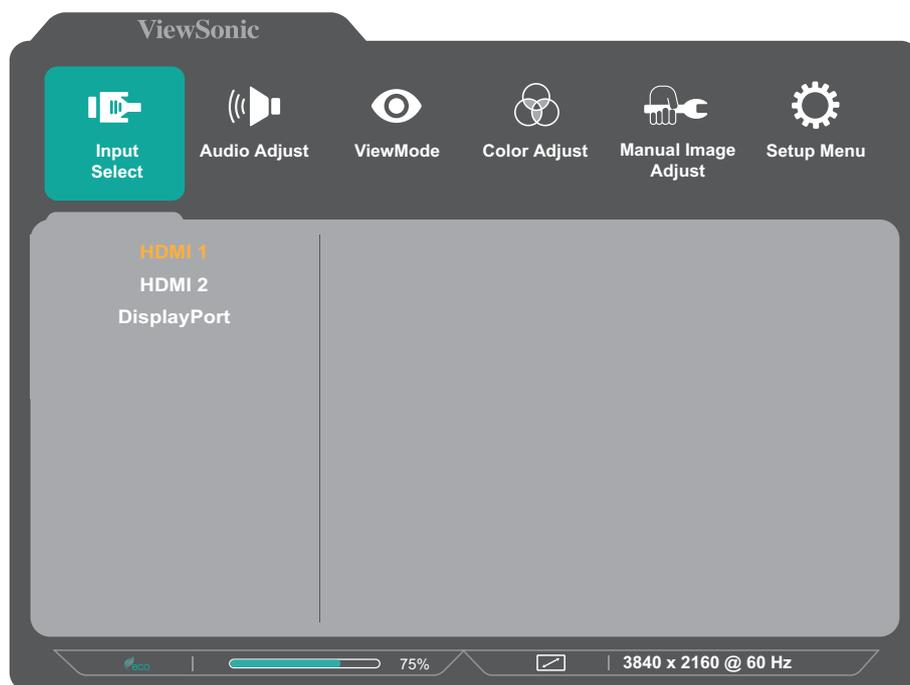 ViewSonic
Input
Select
Audio Adjust
ViewMode
Color Adjust
Manual Image
Adjust
Setup Menu
HDMI 1
HDMI 2
DisplayPort
ECO
75%
3840 x 2160 @ 60 Hz